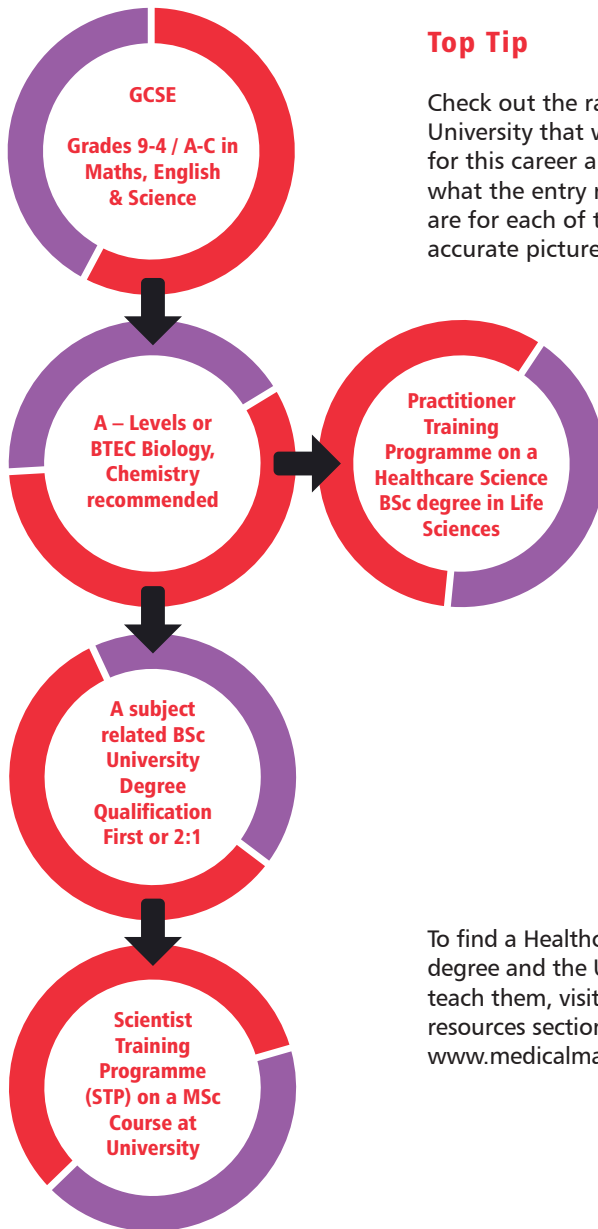 GCSE
Grades 9-4 / A-C in
Maths, English
& Science
Top Tip
Check out the
University that
for this career
what the entry
are for each of
accurate picture
A – Levels or
BTEC Biology,
Chemistry
recommended
Practitioner
Training
Programme on a
Healthcare Science
BSc degree in Life
Sciences
A subject
related BSc
University
Degree
Qualification
First or 2:1
Scientist
Training
Programme
(STP) on a MSc
Course at
University
To find a
degree and the
teach them, visit
resources section